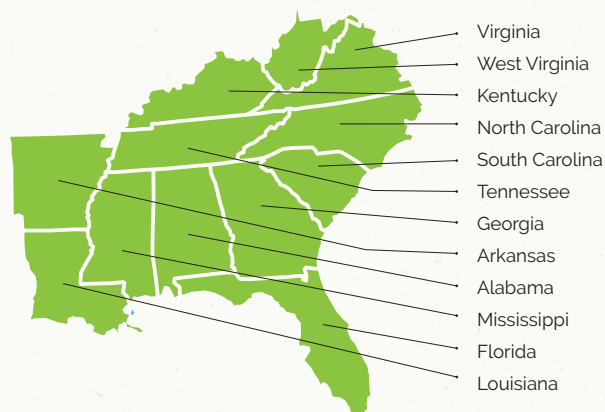 Virginia
West Virginia
Kentucky
North Carolina
South Carolina
Tennessee
Georgia
Arkansas
Alabama
Mississippi
Florida
Louisiana